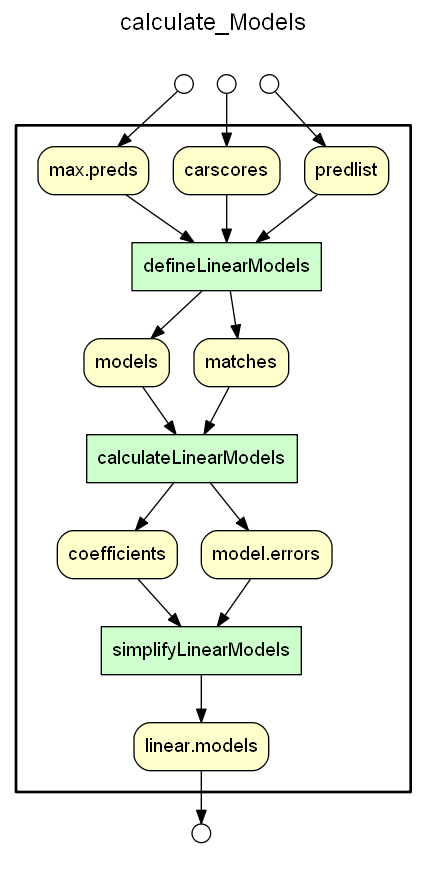 calculate_Models
max.preds
carscores
predlist
defineLinearModels
models
matches
calculateLinearModels
coefficients
model.errors
simplifyLinearModels
linear.models